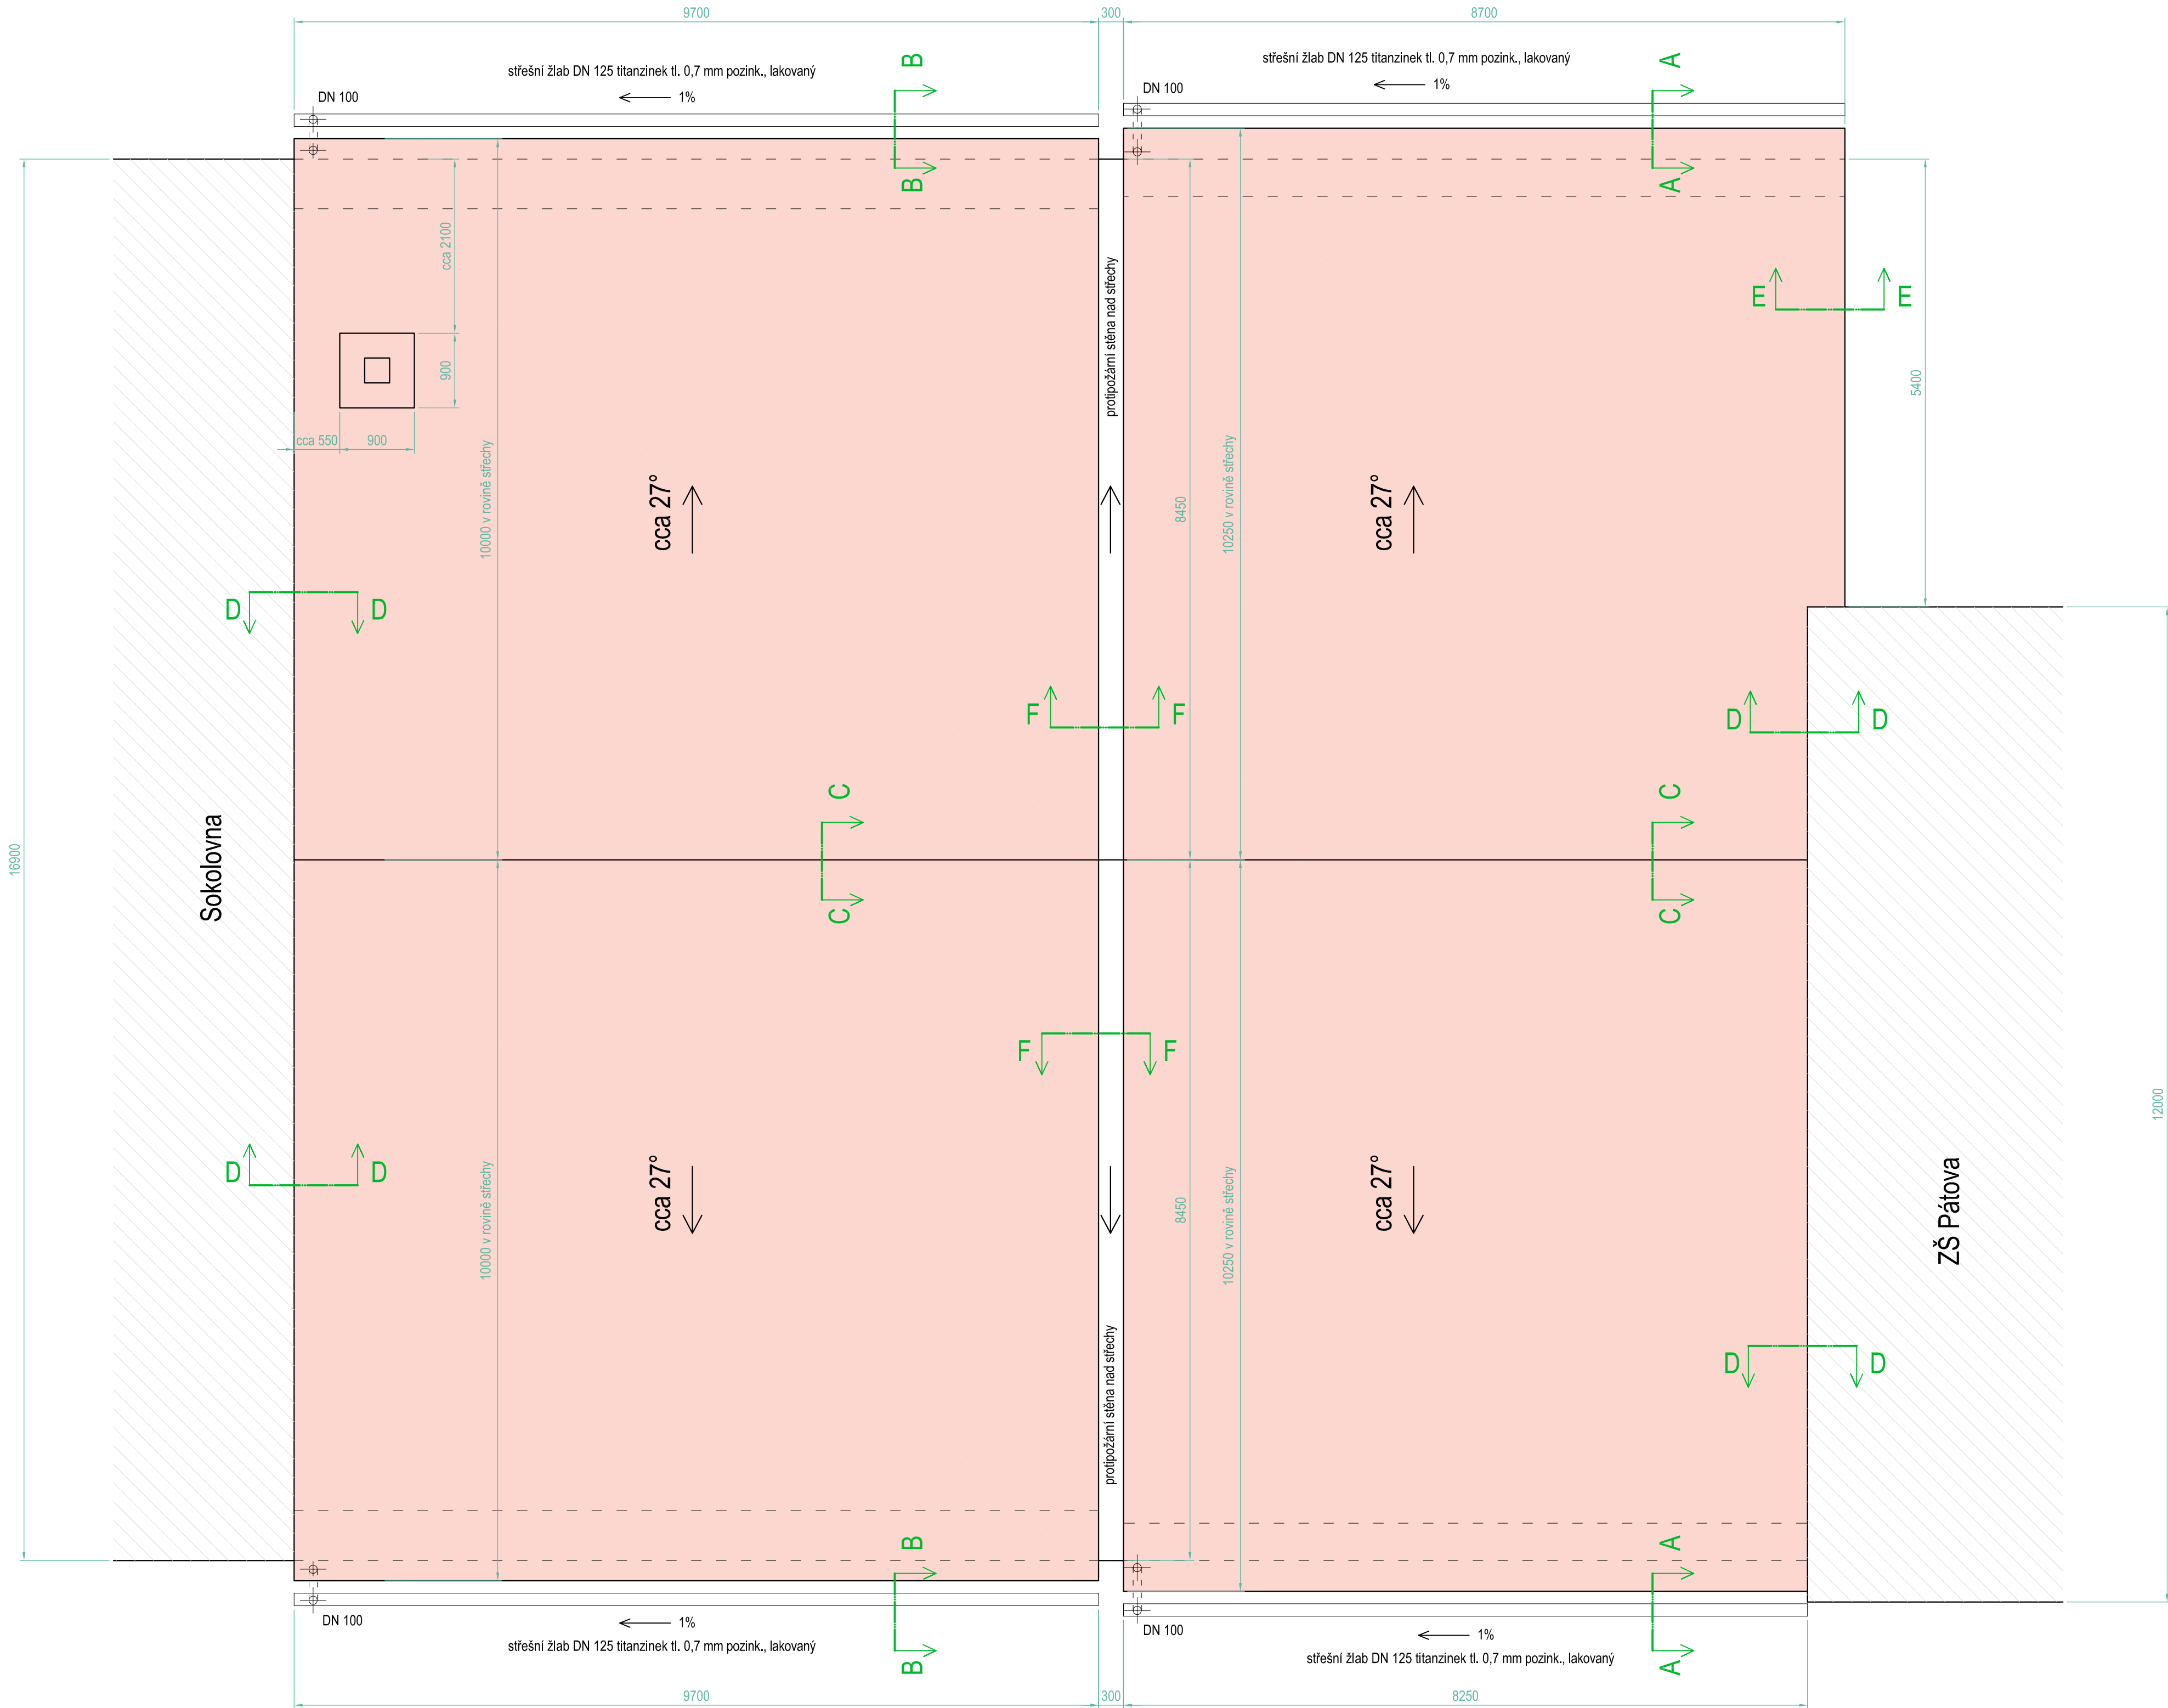 9700
300
8700
střešní žlab DN 125 titanzinek tl. 0,7 mm pozink., lakovaný
1%
DN 100
B
B
střešní žlab DN 125 titanzinek tl. 0,7 mm pozink., lakovaný
1%
DN 100
A
A
cca 2100
900
cca 550
900
10000 v rovině střechy
cca 27°
protipožární stěna nad střechy
8450
10250 v rovině střechy
cca 27°
E
E
5400
D
D
F
F
D
D
C
C
C
C
16900
Sokolovna
F
F
12000
ZŠ Pátova
D
D
10000 v rovině střechy
cca 27°
8450
10250 v rovině střechy
cca 27°
protipožární stěna nad střechy
D
D
B
B
A
A
DN 100
1%
střešní žlab DN 125 titanzinek tl. 0,7 mm pozink., lakovaný
DN 100
1%
střešní žlab DN 125 titanzinek tl. 0,7 mm pozink., lakovaný
9700
300
8250